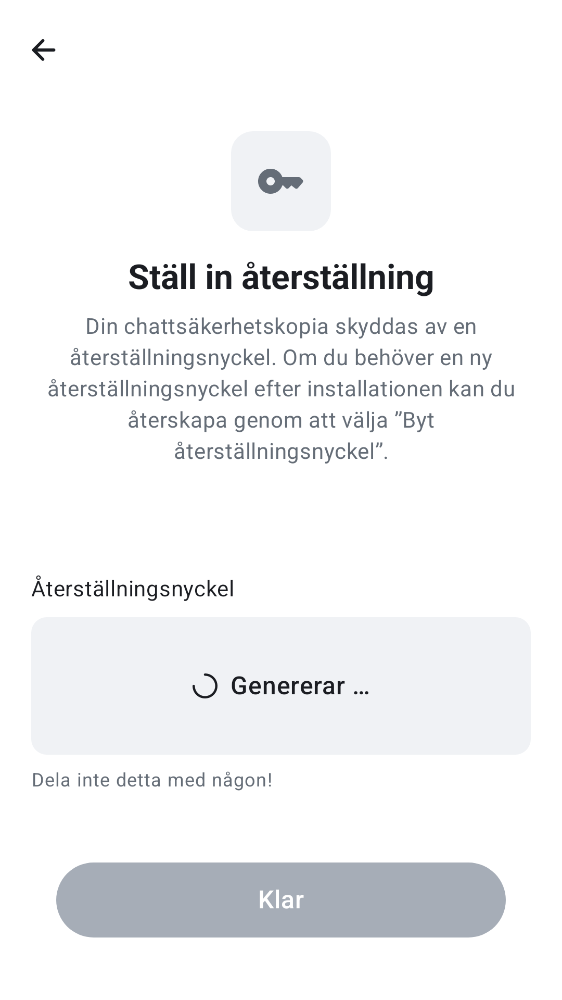 Ställ in återställning
Din chattsäkerhetskopia skyddas av en
återställningsnyckel. Om du behöver en ny
återställningsnyckel efter installationen kan du
återskapa genom att välja ”Byt
återställningsnyckel”.
Återställningsnyckel
Genererar …
Dela inte detta med någon!
Klar